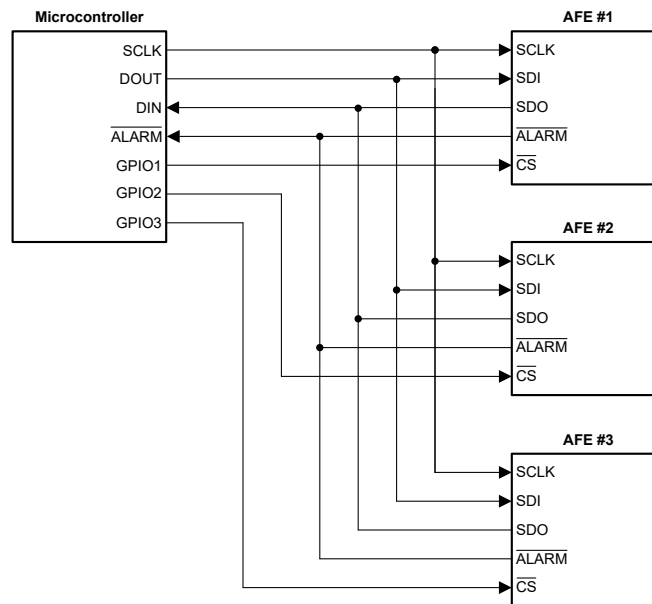 Microcontroller
SCLK
DOUT
DIN
ALARM
GPIO1
GPIO2
GPIO3
AFE #1
SCLK
SDI
SDO
ALARM
CS
AFE #2
SCLK
SDI
SDO
ALARM
CS
AFE #3
SCLK
SDI
SDO
ALARM
CS